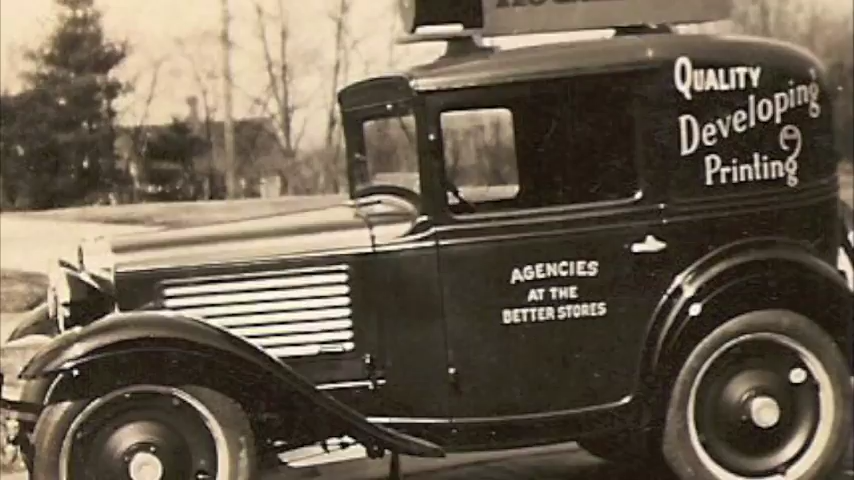 QUALITY
Developing
&
Printing
AGENCIES
AT THE
BETTER STORES